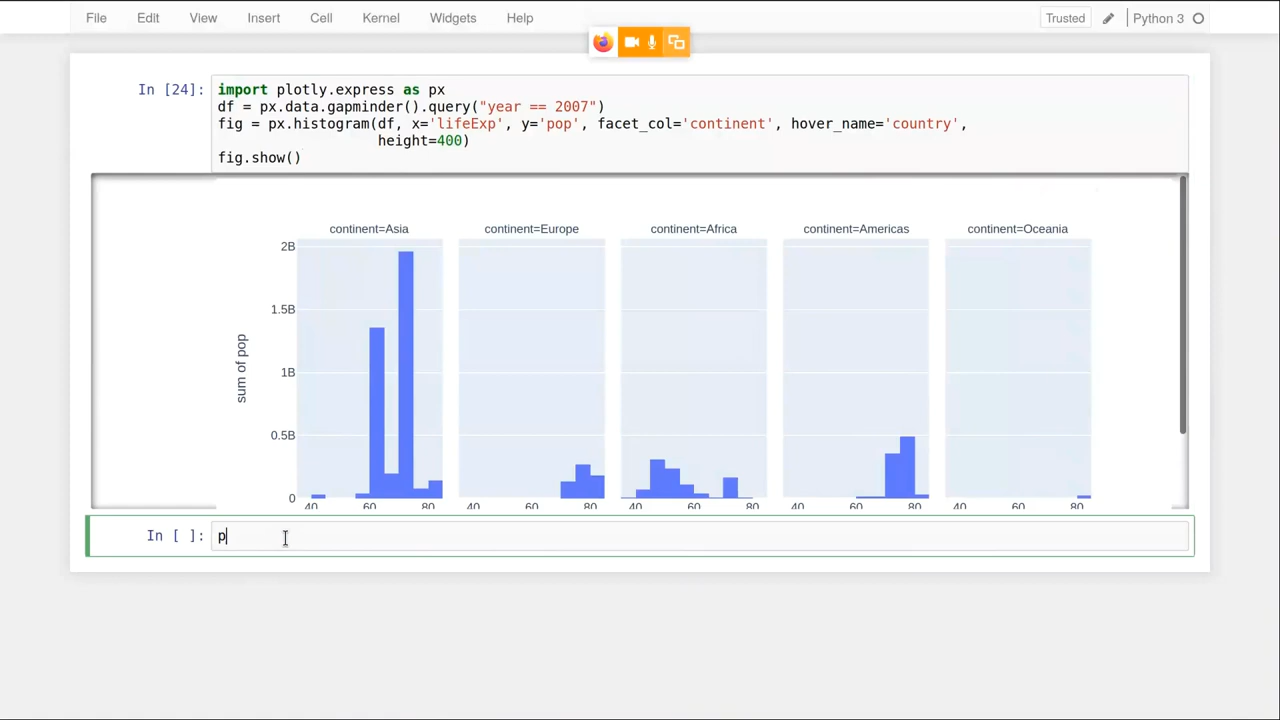 File Edit View Insert Cell Kernel Widgets Help Trusted Python 3
In [24]: import plotly.express as px
df = px.data.gapminder().query("year == 2007")
fig = px.histogram(df, x='lifeExp', y='pop', facet_col='continent', hover_name='country',
height=400)
fig.show()
continent=Asia continent=Europe continent=Africa continent=Americas continent=Oceania
2B
1.5B
1B
0.5B
0
sum of pop
40 60 80 40 60 80 40 60 80 40 60 80 40 60 80
In [ ]: p